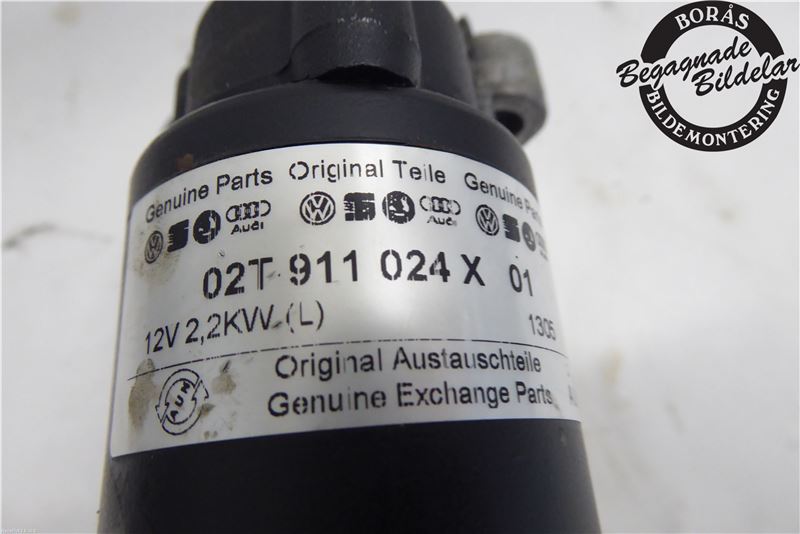 BORÅS
Begagnade
Bildelar
BILDEMONTERING
Genuine Parts Original Teile Genuine Parts
Audi Audi
02T 911 024 X 01
12V 2,2KW (L) 1305
Original Austauschteile
Genuine Exchange Parts